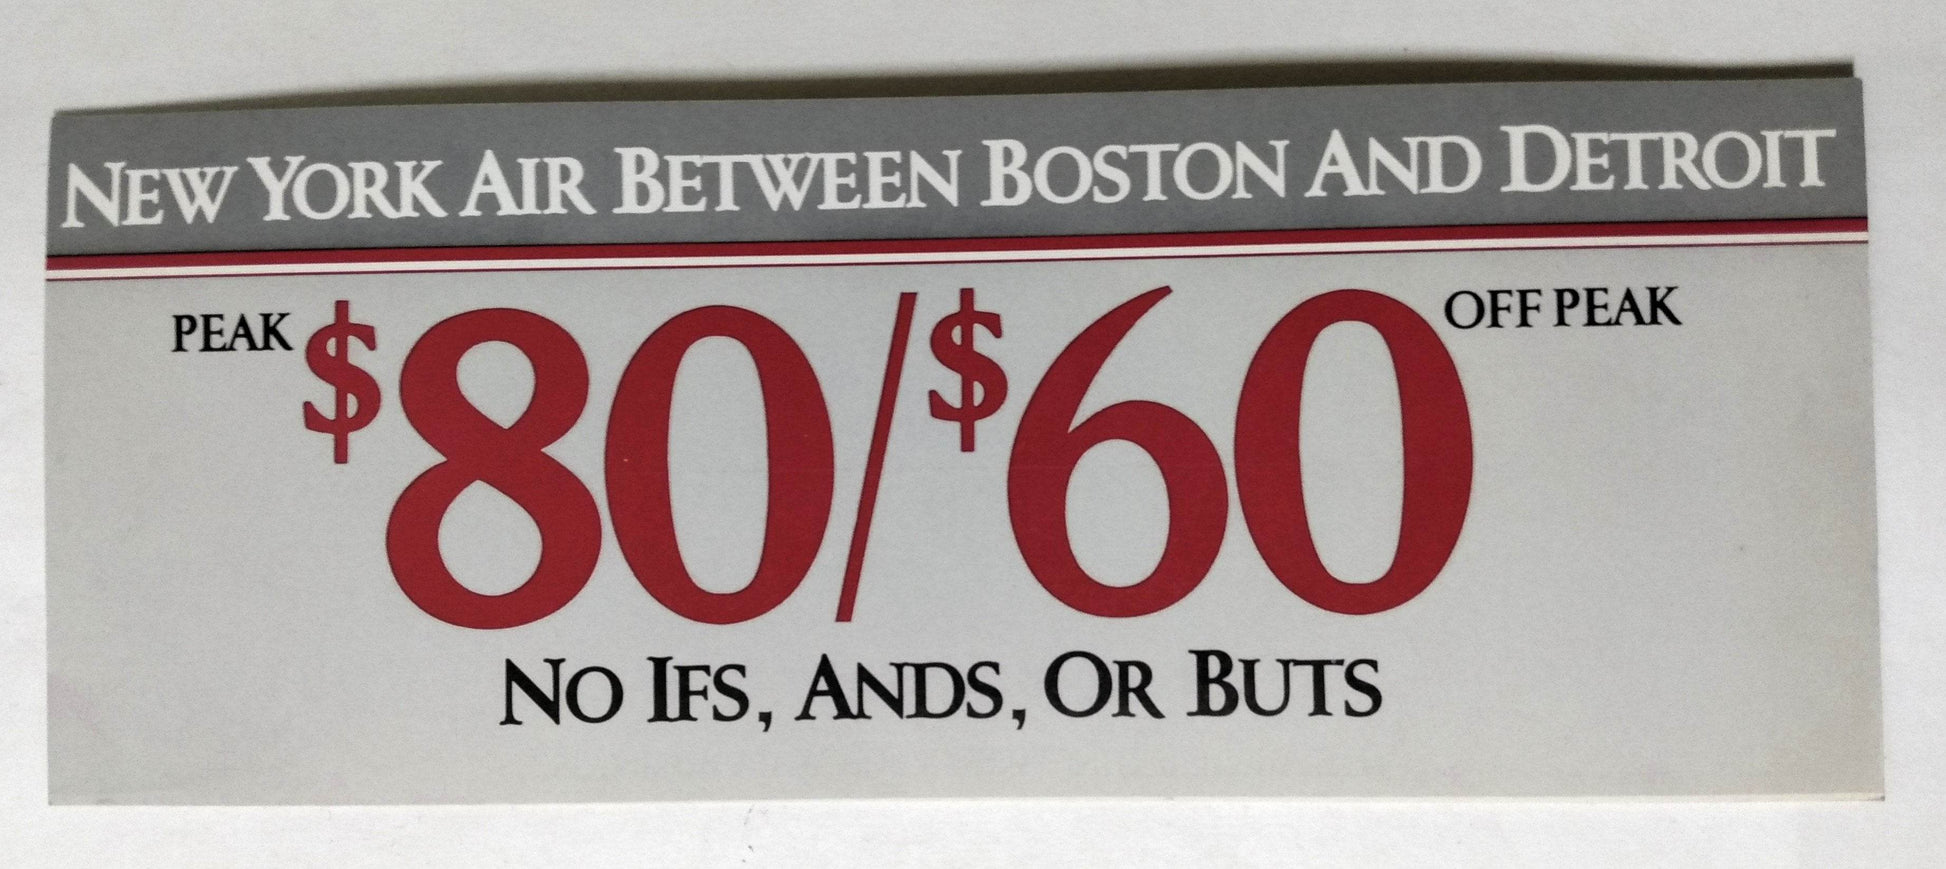 NEW YORK AIR BETWEEN BOSTON AND DETROIT
PEAK $80/$60 OFF PEAK
NO IFS, ANDS, OR BUTS